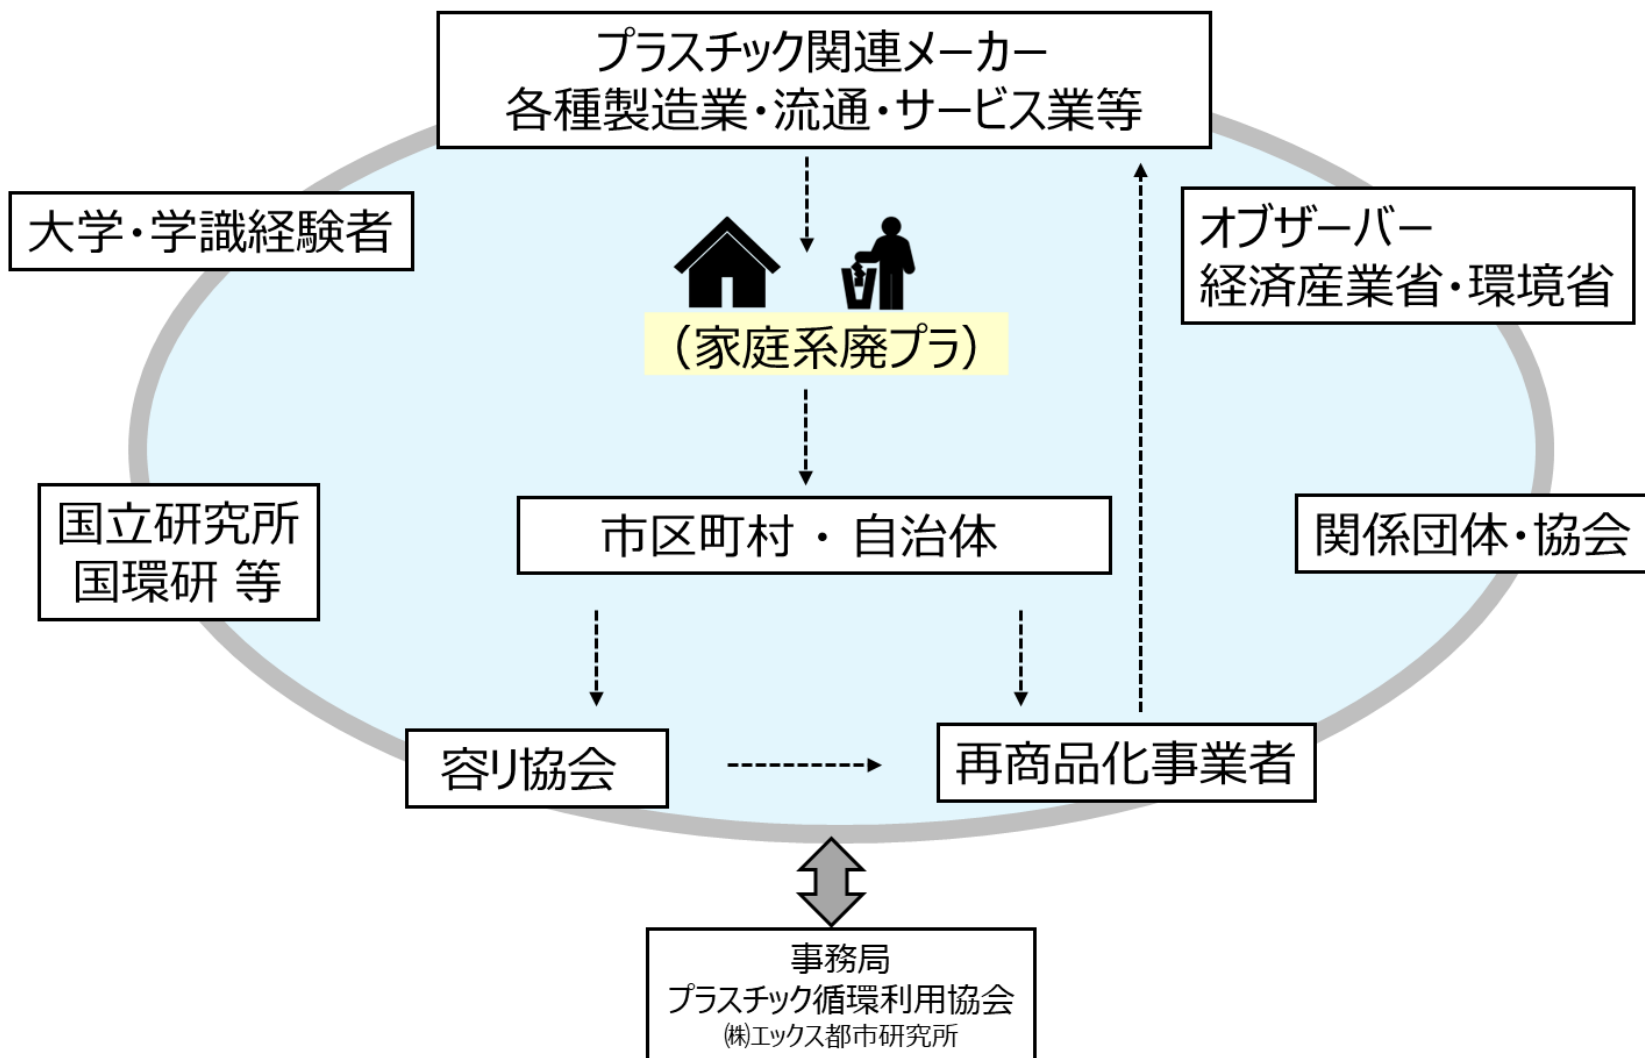 プラスチック関連メーカー
各種製造業・流通・サービス業等
大学・学識経験者
オブザーバー
経済産業省・環境省
（家庭系廃プラ）
国立研究所
国環研 等
市区町村・自治体
関係団体・協会
容リ協会
再商品化事業者
事務局
プラスチック循環利用協会
㈱エックス都市研究所